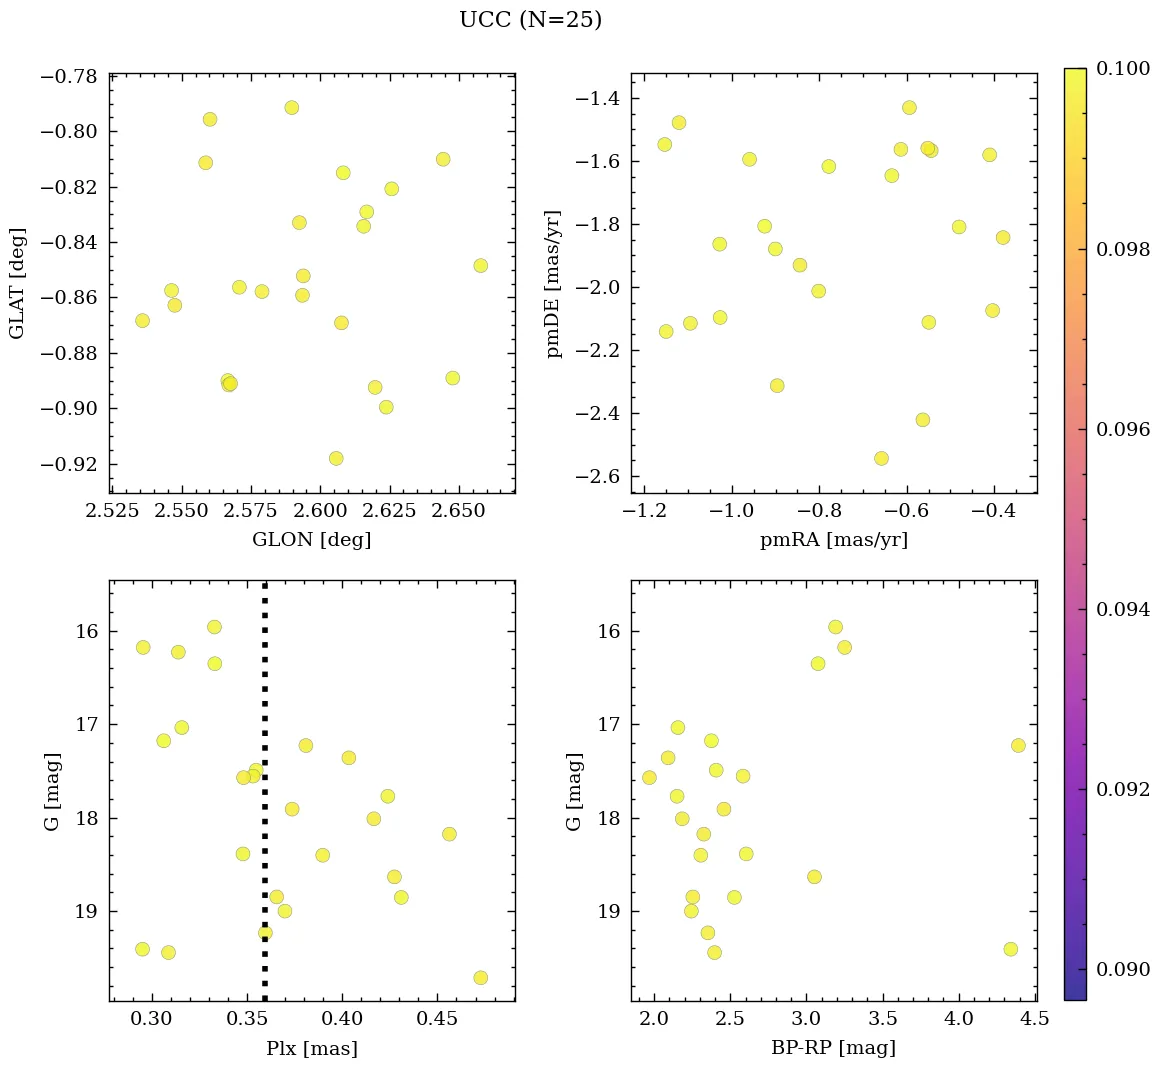 UCC (N=25)
−0.78
−0.80
−0.82
−0.84
−0.86
−0.88
−0.90
−0.92
GLAT [deg]
2.525 2.550 2.575 2.600 2.625 2.650
GLON [deg]
−1.4
−1.6
−1.8
−2.0
−2.2
−2.4
−2.6
pmDE [mas/yr]
−1.2 −1.0 −0.8 −0.6 −0.4
pmRA [mas/yr]
16
17
18
19
G [mag]
0.30 0.35 0.40 0.45
Plx [mas]
16
17
18
19
G [mag]
2.0 2.5 3.0 3.5 4.0 4.5
BP-RP [mag]
0.100
0.098
0.096
0.094
0.092
0.090